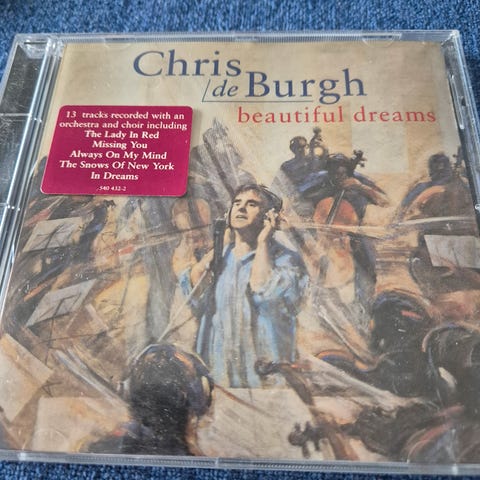 Chris
de Burgh
beautiful dreams
13 tracks recorded with an
orchestra and choir including
The Lady In Red
Missing You
Always On My Mind
The Snows Of New York
In Dreams
540 432-2